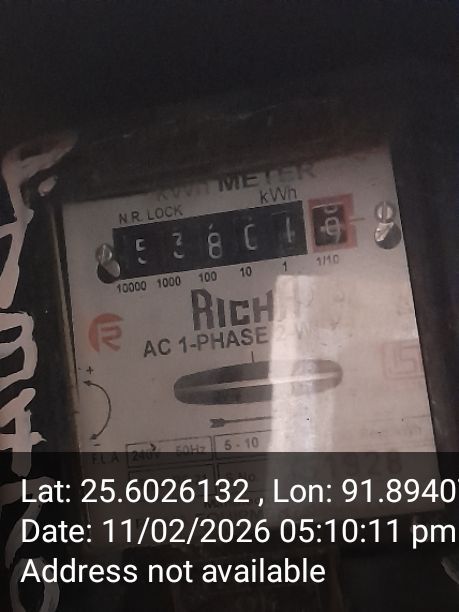 kWh METER
N.R. LOCK kWh
5 3 8 0 1 9
10000 1000 100 10 1 1/10
AC 1-PHASE 2 W
+
F.L.A 240V 50Hz 5 - 10
Lat: 25.6026132 , Lon: 91.8940
Date: 11/02/2026 05:10:11 pm
Address not available